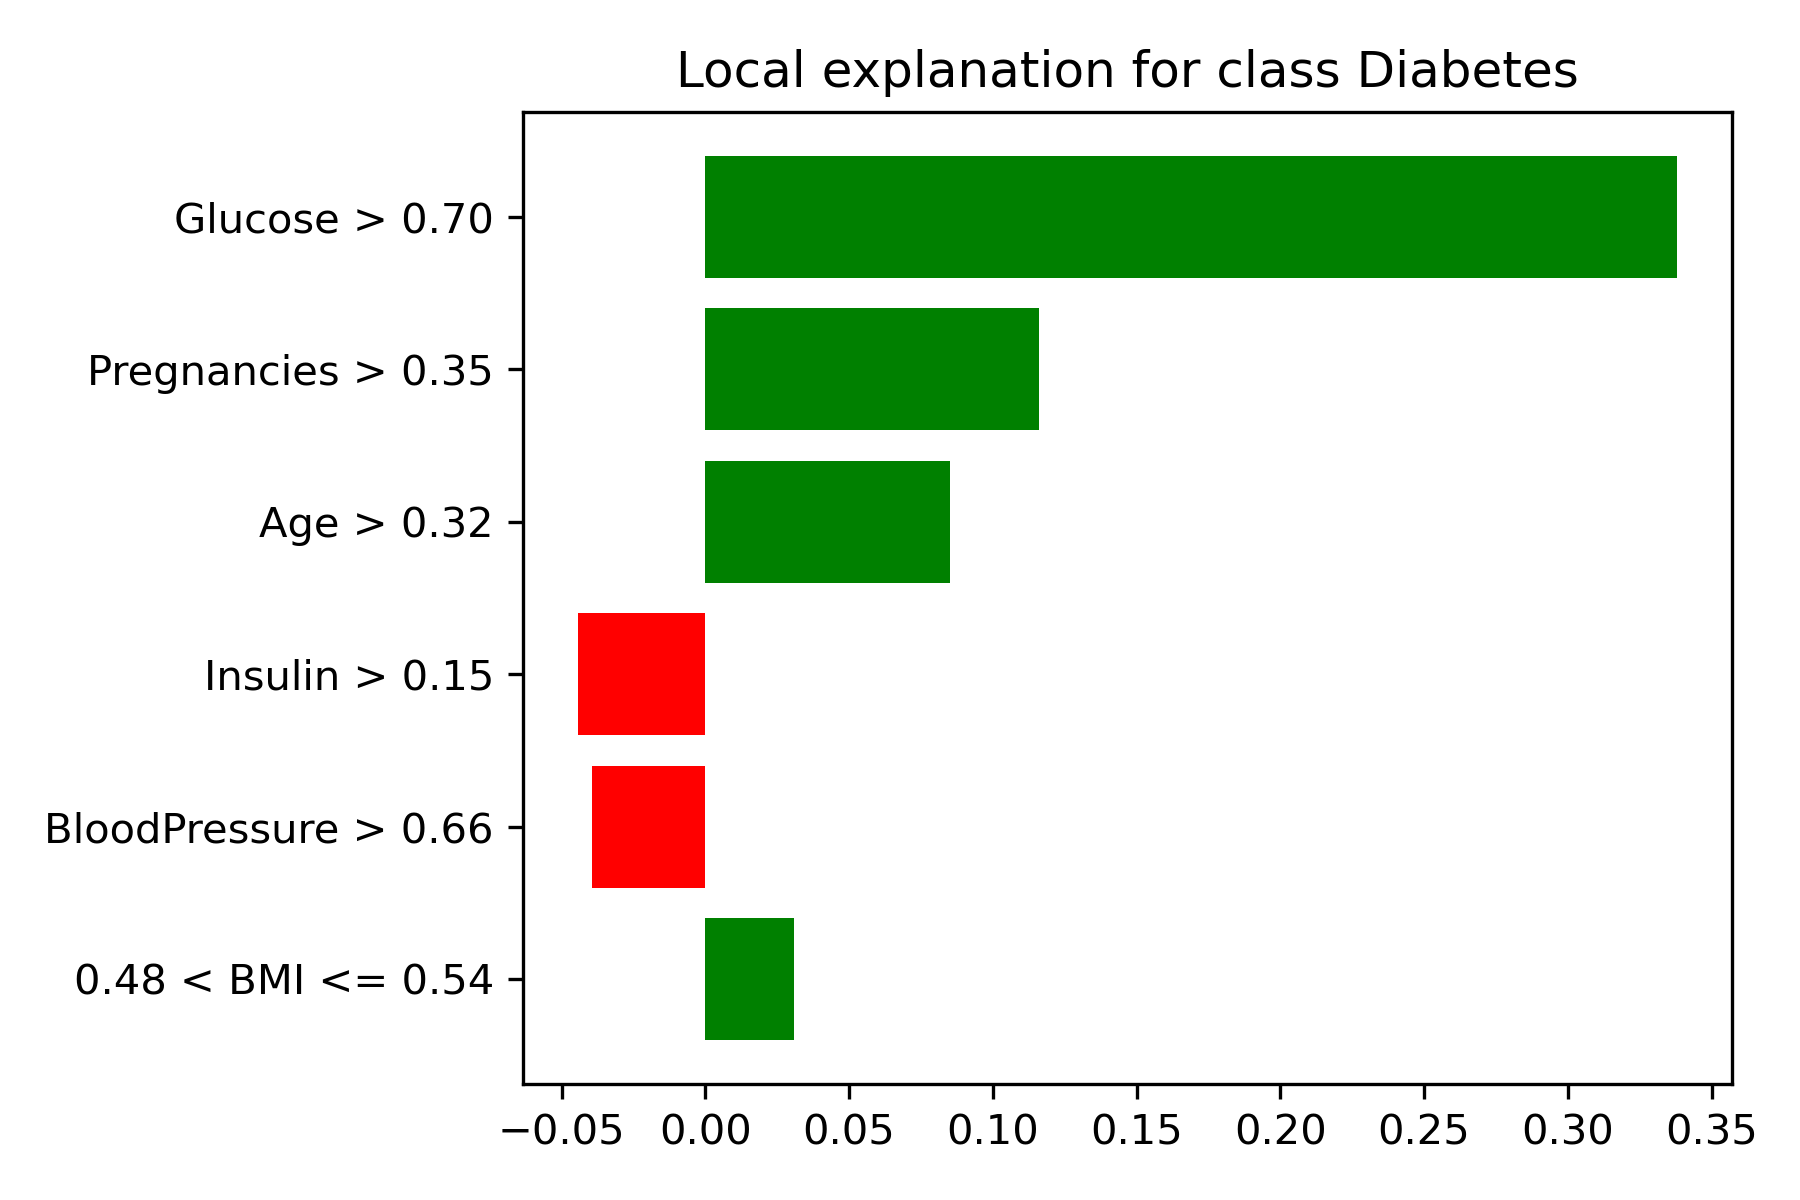 Local explanation for class Diabetes
Glucose > 0.70
Pregnancies > 0.35
Age > 0.32
Insulin > 0.15
BloodPressure > 0.66
0.48 < BMI <= 0.54
−0.05 0.00 0.05 0.10 0.15 0.20 0.25 0.30 0.35